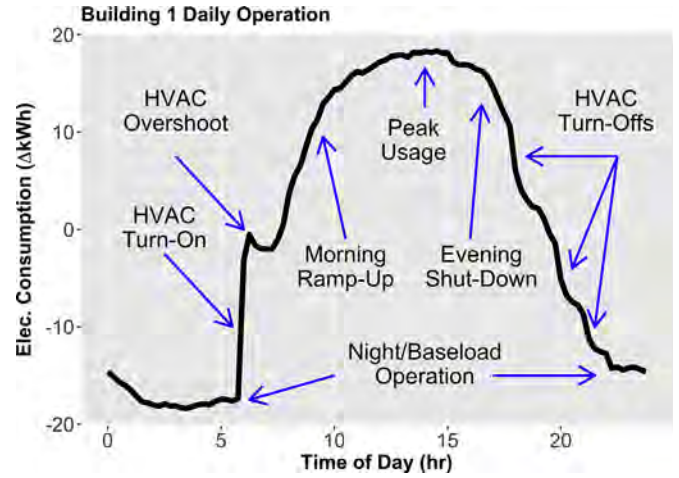 Building 1 Daily Operation
Elec. Consumption (ΔkWh)
20
10
0
-10
-20
HVAC
Overshoot
HVAC
Turn-On
Morning
Ramp-Up
Peak
Usage
Evening
Shut-Down
HVAC
Turn-Offs
Night/Baseload
Operation
0
5
10
15
20
Time of Day (hr)